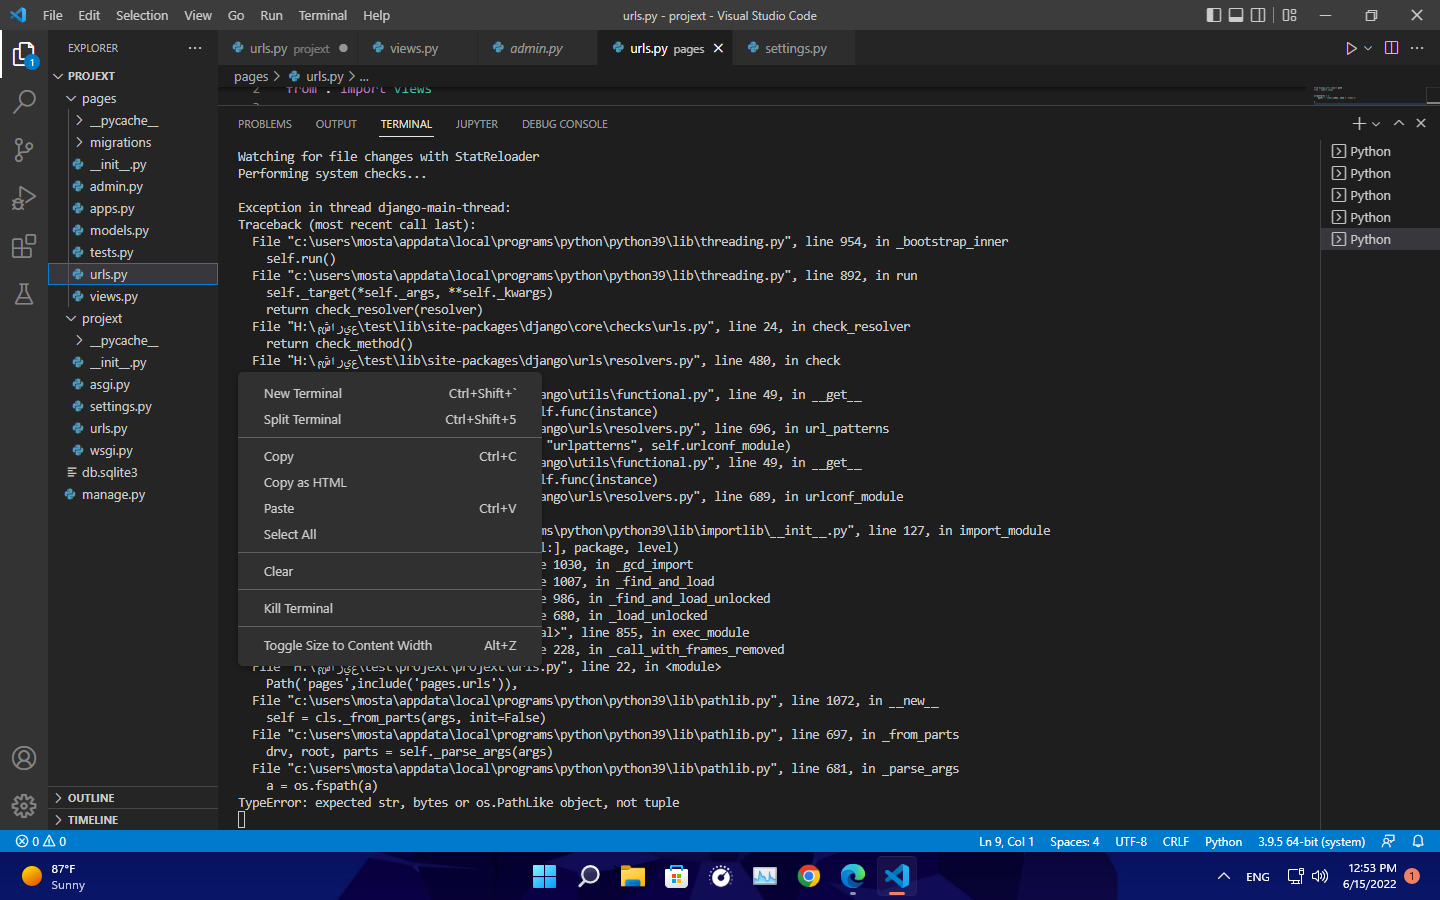 File Edit Selection View Go Run Terminal Help
urls.py - projext - Visual Studio Code
EXPLORER
urls.py projext
views.py
admin.py
urls.py pages
settings.py
PROJEXT
pages
__pycache__
migrations
__init__.py
admin.py
apps.py
models.py
tests.py
urls.py
views.py
projext
__pycache__
__init__.py
asgi.py
settings.py
urls.py
wsgi.py
db.sqlite3
manage.py
OUTLINE
TIMELINE
pages > urls.py > ...
2 from . import views
PROBLEMS OUTPUT TERMINAL JUPYTER DEBUG CONSOLE
Watching for file changes with StatReloader
Performing system checks...
Exception in thread django-main-thread:
Traceback (most recent call last):
File "c:\users\mosta\appdata\local\programs\python\python39\lib\threading.py", line 954, in _bootstrap_inner
self.run()
File "c:\users\mosta\appdata\local\programs\python\python39\lib\threading.py", line 892, in run
self._target(*self._args, **self._kwargs)
return check_resolver(resolver)
File "H:\مشاريع\test\lib\site-packages\django\core\checks\urls.py", line 24, in check_resolver
return check_method()
File "H:\مشاريع\test\lib\site-packages\django\urls\resolvers.py", line 480, in check
ango\utils\functional.py", line 49, in __get__
lf.func(instance)
ango\urls\resolvers.py", line 696, in url_patterns
"urlpatterns", self.urlconf_module)
ango\utils\functional.py", line 49, in __get__
lf.func(instance)
ango\urls\resolvers.py", line 689, in urlconf_module
ms\python\python39\lib\importlib\__init__.py", line 127, in import_module
l:], package, level)
e 1030, in _gcd_import
e 1007, in _find_and_load
e 986, in _find_and_load_unlocked
e 680, in _load_unlocked
al>", line 855, in exec_module
e 228, in _call_with_frames_removed
File "H:\مشاريع\test\projext\projext\urls.py", line 22, in <module>
Path('pages',include('pages.urls')),
File "c:\users\mosta\appdata\local\programs\python\python39\lib\pathlib.py", line 1072, in __new__
self = cls._from_parts(args, init=False)
File "c:\users\mosta\appdata\local\programs\python\python39\lib\pathlib.py", line 697, in _from_parts
drv, root, parts = self._parse_args(args)
File "c:\users\mosta\appdata\local\programs\python\python39\lib\pathlib.py", line 681, in _parse_args
a = os.fspath(a)
TypeError: expected str, bytes or os.PathLike object, not tuple
New Terminal Ctrl+Shift+`
Split Terminal Ctrl+Shift+5
Copy Ctrl+C
Copy as HTML
Paste Ctrl+V
Select All
Clear
Kill Terminal
Toggle Size to Content Width Alt+Z
Python
Python
Python
Python
Python
1
0 0
Ln 9, Col 1 Spaces: 4 UTF-8 CRLF Python 3.9.5 64-bit (system)
87°F
Sunny
ENG
12:53 PM
6/15/2022
1